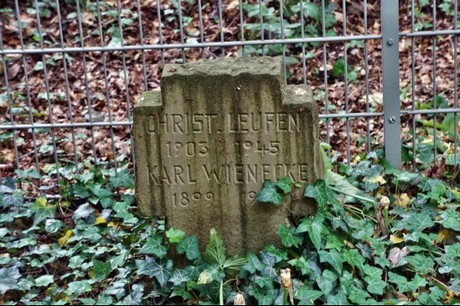 CHRIST. LEUFEN
1903 1945
KARL WIENECKE
1899